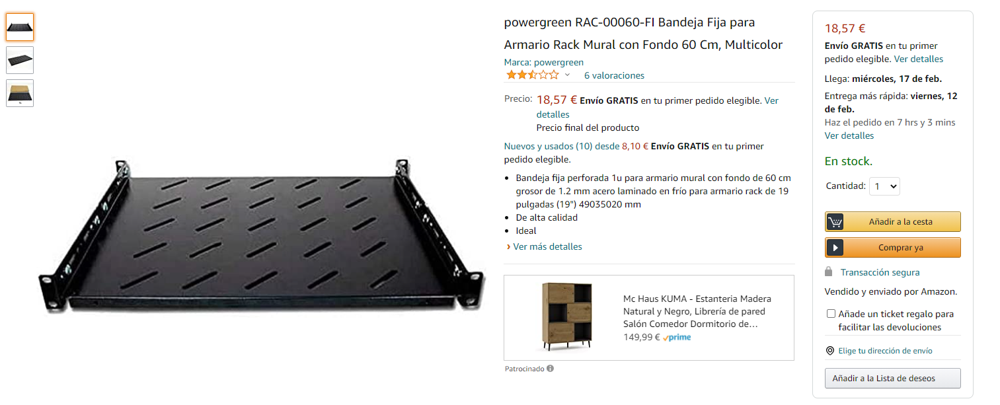 powergreen RAC-00060-FI Bandeja Fija para
Armario Rack Mural con Fondo 60 Cm, Multicolor
Marca: powergreen
6 valoraciones
Precio: 18,57 € Envío GRATIS en tu primer pedido elegible. Ver
detalles
Precio final del producto
Nuevos y usados (10) desde 8,10 € Envío GRATIS en tu primer
pedido elegible.
• Bandeja fija perforada 1u para armario mural con fondo de 60 cm
grosor de 1.2 mm acero laminado en frío para armario rack de 19
pulgadas (19") 49035020 mm
• De alta calidad
• Ideal
› Ver más detalles
Mc Haus KUMA - Estanteria Madera
Natural y Negro, Librería de pared
Salón Comedor Dormitorio de…
149,99 € prime
Patrocinado
18,57 €
Envío GRATIS en tu primer
pedido elegible. Ver detalles
Llega: miércoles, 17 de feb.
Entrega más rápida: viernes, 12
de feb.
Haz el pedido en 7 hrs y 3 mins
Ver detalles
En stock.
Cantidad: 1
Añadir a la cesta
Comprar ya
Transacción segura
Vendido y enviado por Amazon.
Añade un ticket regalo para
facilitar las devoluciones
Elige tu dirección de envío
Añadir a la Lista de deseos